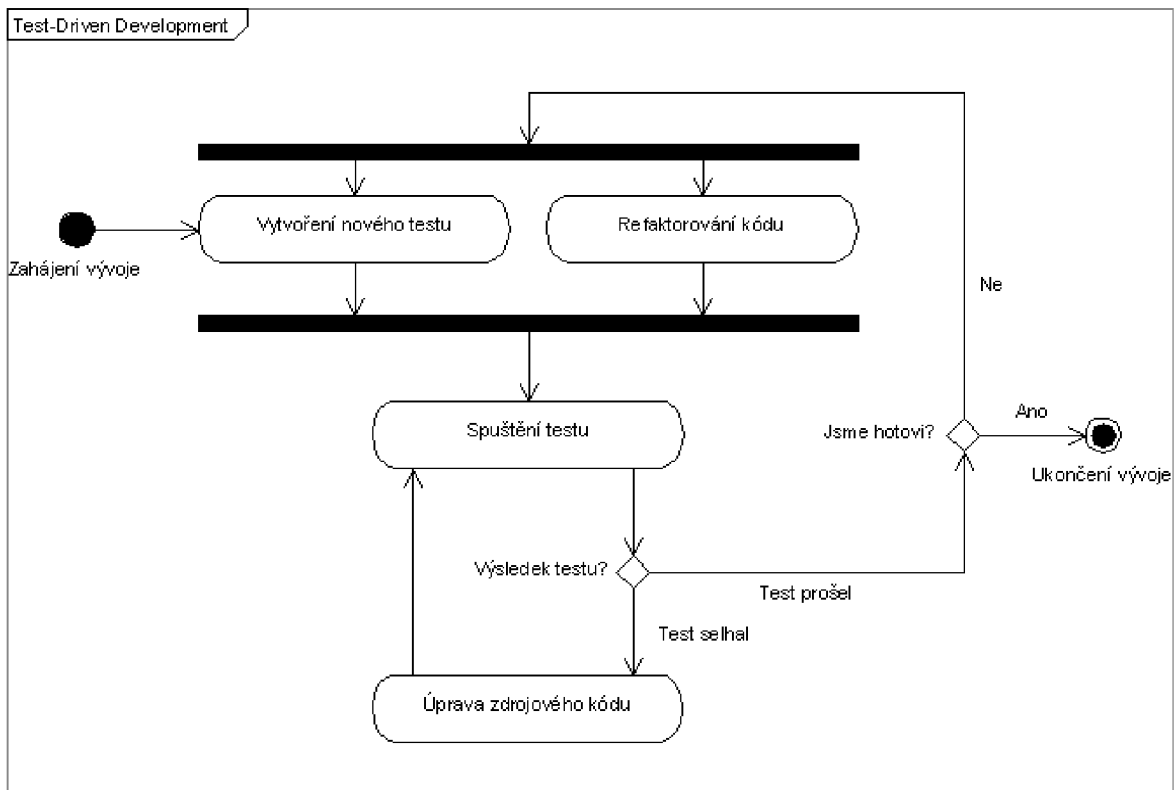 Test-Driven Development
Vytvoření nového testu
Refaktorování kódu
Zahájení vývoje
Ne
Spuštění testu
Jsme hotovi?
Ano
Ukončení vývoje
Výsledek testu?
Test prošel
Test selhal
Úprava zdrojového kódu